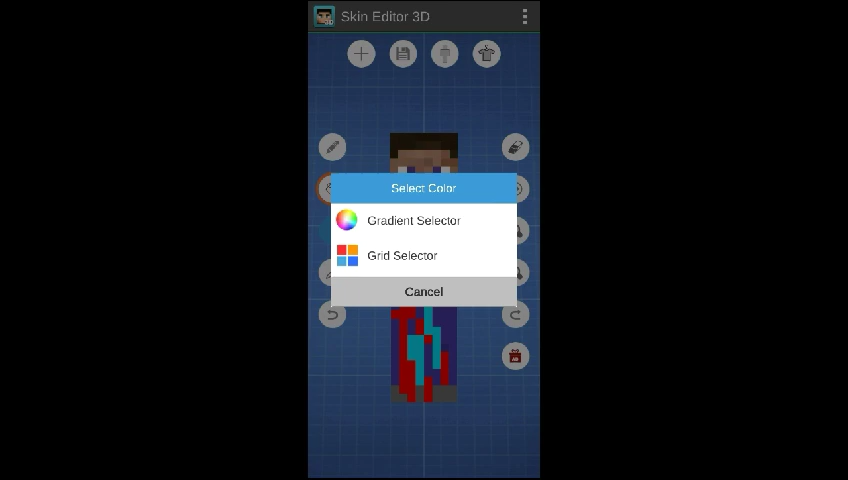 Skin Editor 3D
Select Color
Gradient Selector
Grid Selector
Cancel